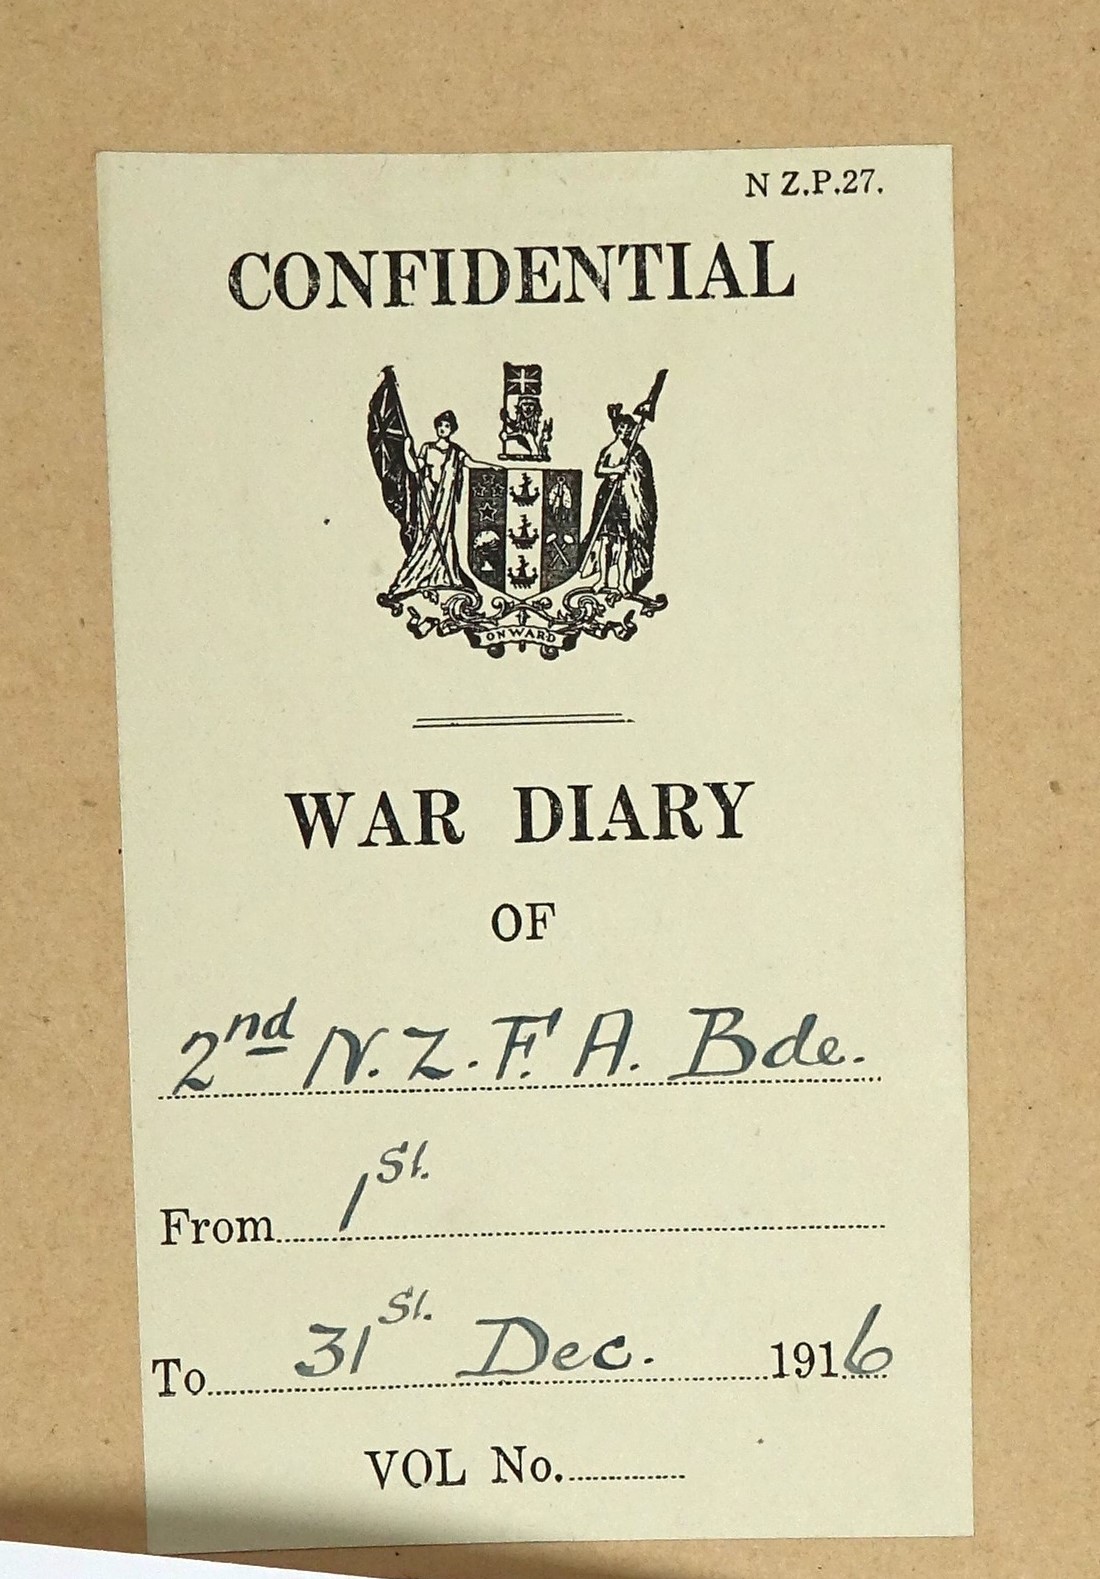 N Z.P.27.
CONFIDENTIAL
ONWARD
WAR DIARY
OF
2nd N.Z.F.A. Bde.
From 1st.
To 31st. Dec. 1916
VOL No.